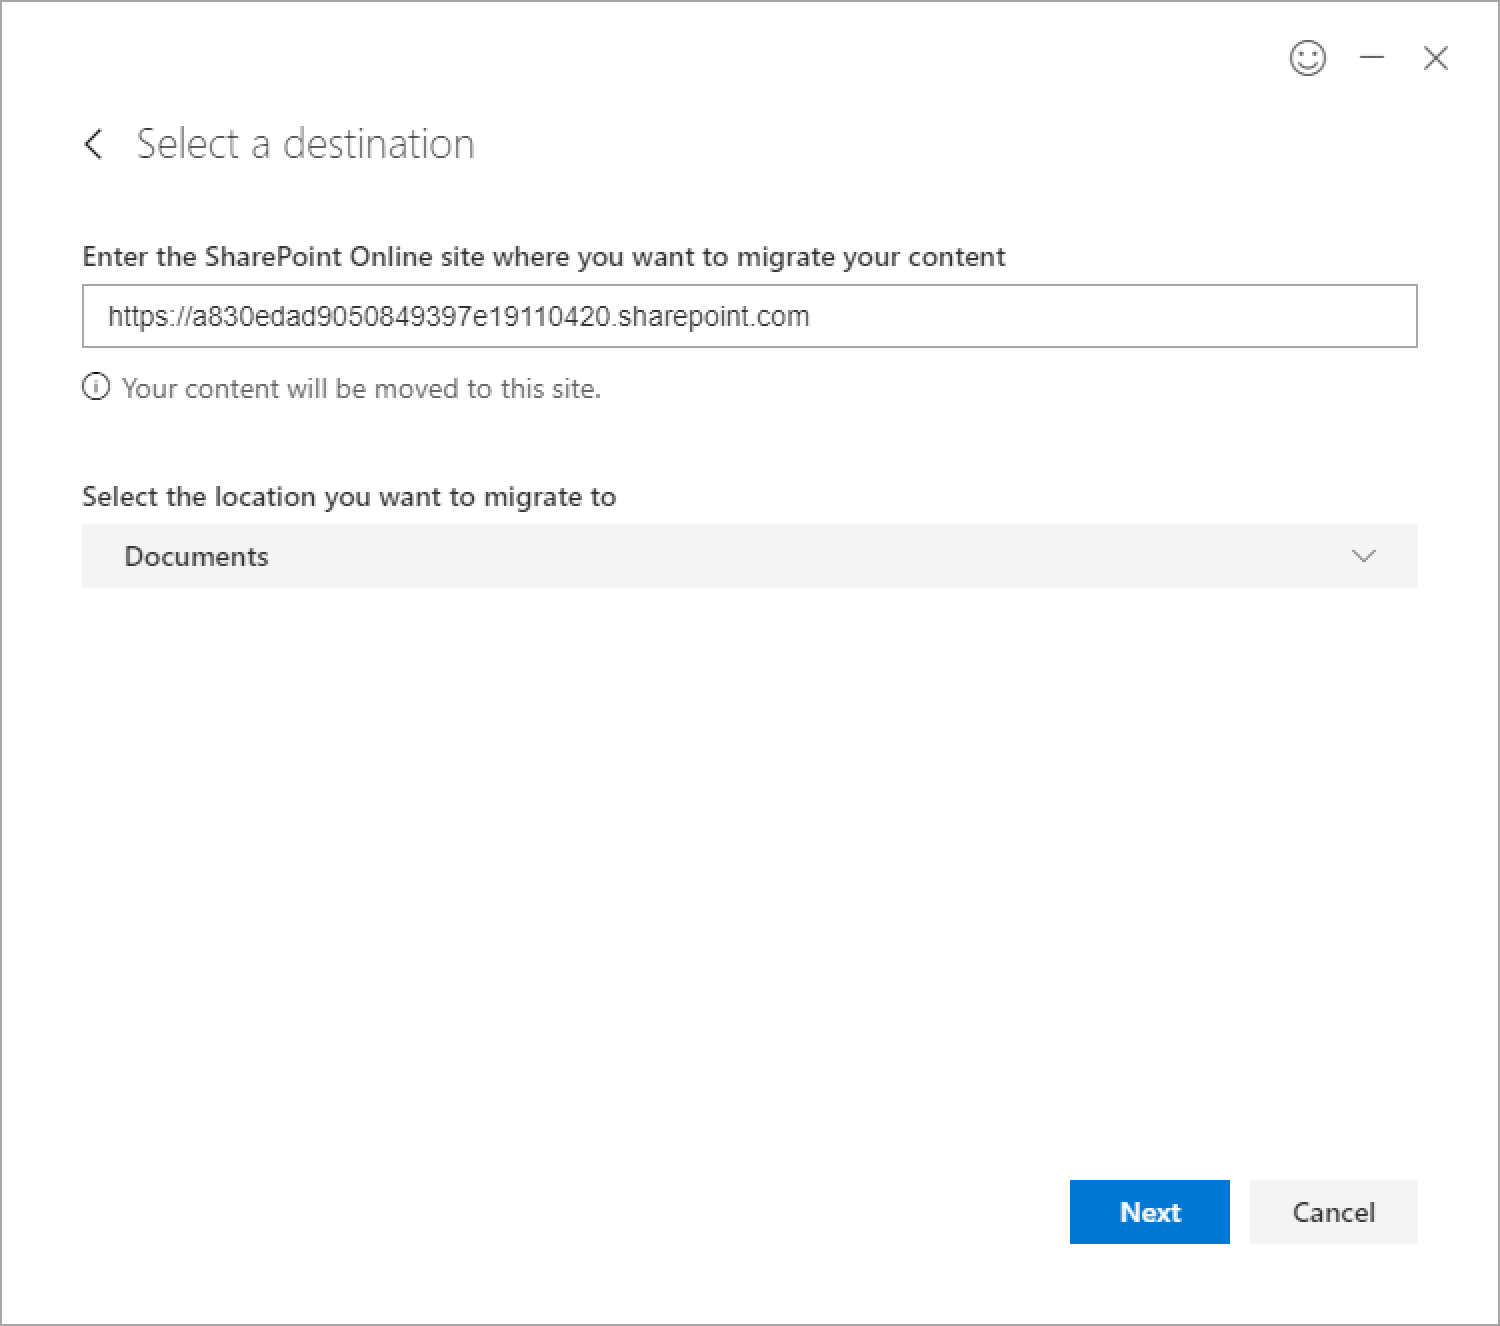 Select a destination
Enter the SharePoint Online site where you want to migrate your content
https://a830edad9050849397e19110420.sharepoint.com
Your content will be moved to this site.
Select the location you want to migrate to
Documents
Next
Cancel